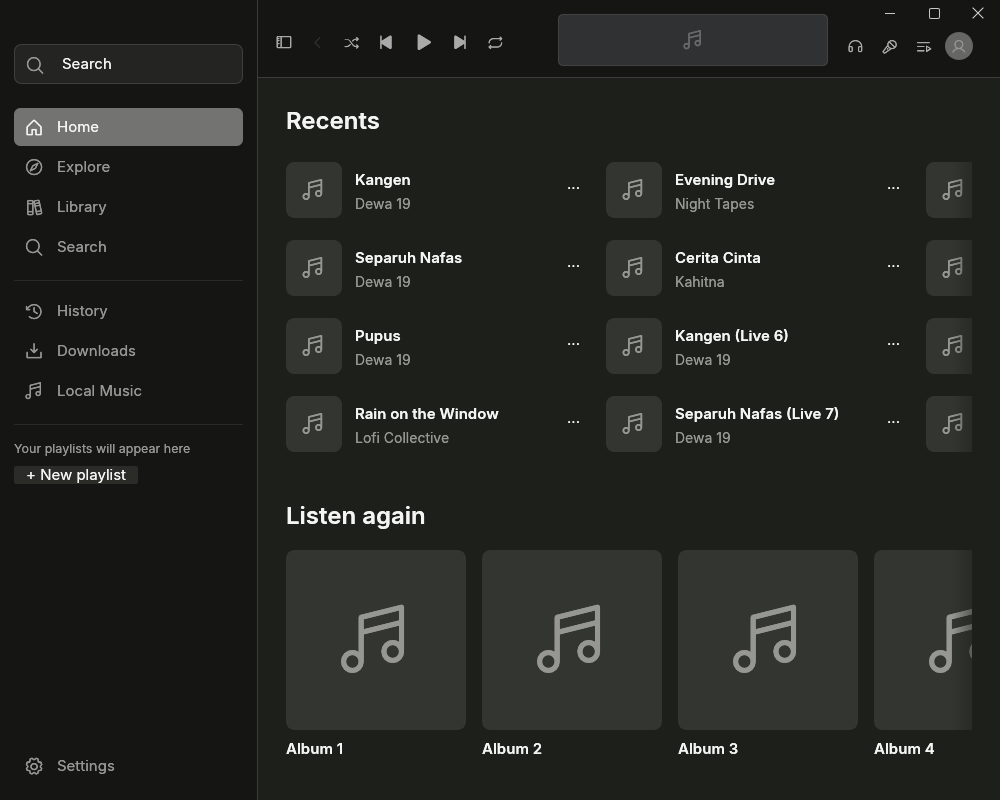 Search
Home
Explore
Library
Search
History
Downloads
Local Music
Your playlists will appear here
+ New playlist
Settings
Recents
Kangen
Dewa 19
...
Evening Drive
Night Tapes
...
Separuh Nafas
Dewa 19
...
Cerita Cinta
Kahitna
...
Pupus
Dewa 19
...
Kangen (Live 6)
Dewa 19
...
Rain on the Window
Lofi Collective
...
Separuh Nafas (Live 7)
Dewa 19
...
Listen again
Album 1
Album 2
Album 3
Album 4